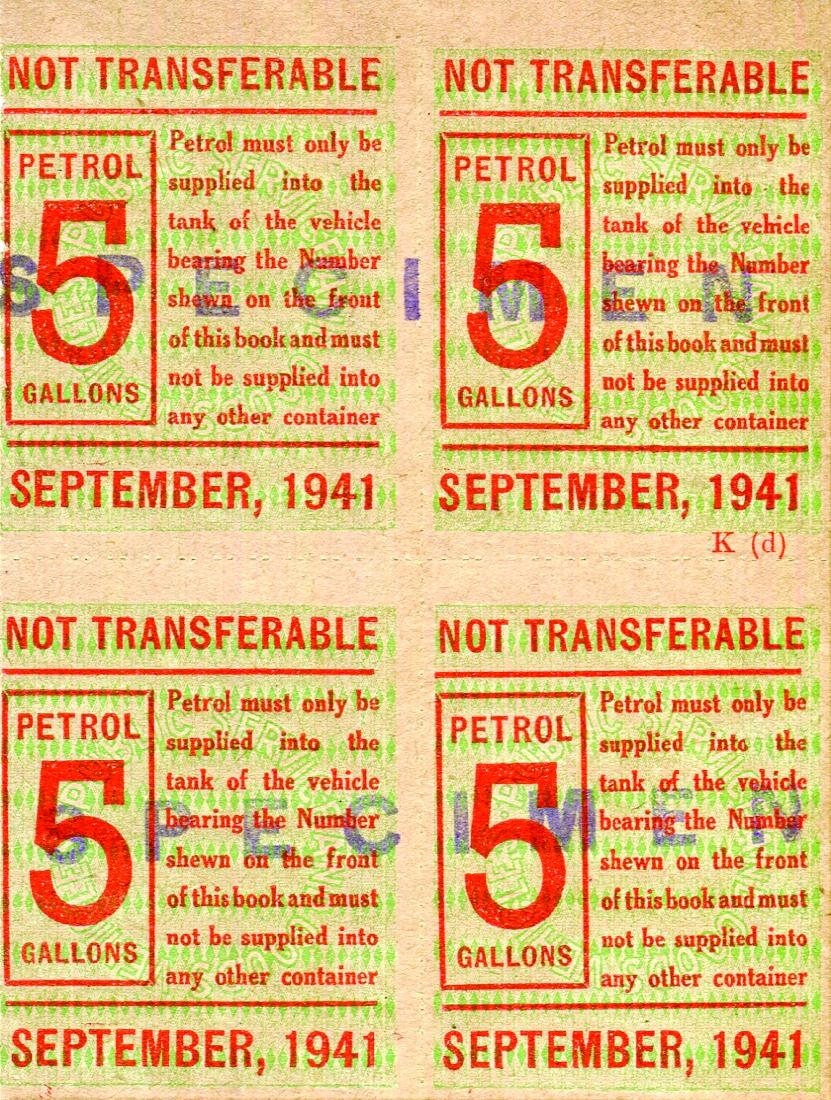 NOT TRANSFERABLE
PETROL
5
GALLONS
Petrol must only be
supplied into the
tank of the vehicle
bearing the Number
shewn on the front
of this book and must
not be supplied into
any other container
SEPTEMBER, 1941
NOT TRANSFERABLE
PETROL
5
GALLONS
Petrol must only be
supplied into the
tank of the vehicle
bearing the Number
shewn on the front
of this book and must
not be supplied into
any other container
SEPTEMBER, 1941
SPECIMEN
K (d)
NOT TRANSFERABLE
PETROL
5
GALLONS
Petrol must only be
supplied into the
tank of the vehicle
bearing the Number
shewn on the front
of this book and must
not be supplied into
any other container
SEPTEMBER, 1941
NOT TRANSFERABLE
PETROL
5
GALLONS
Petrol must only be
supplied into the
tank of the vehicle
bearing the Number
shewn on the front
of this book and must
not be supplied into
any other container
SEPTEMBER, 1941
SPECIMEN